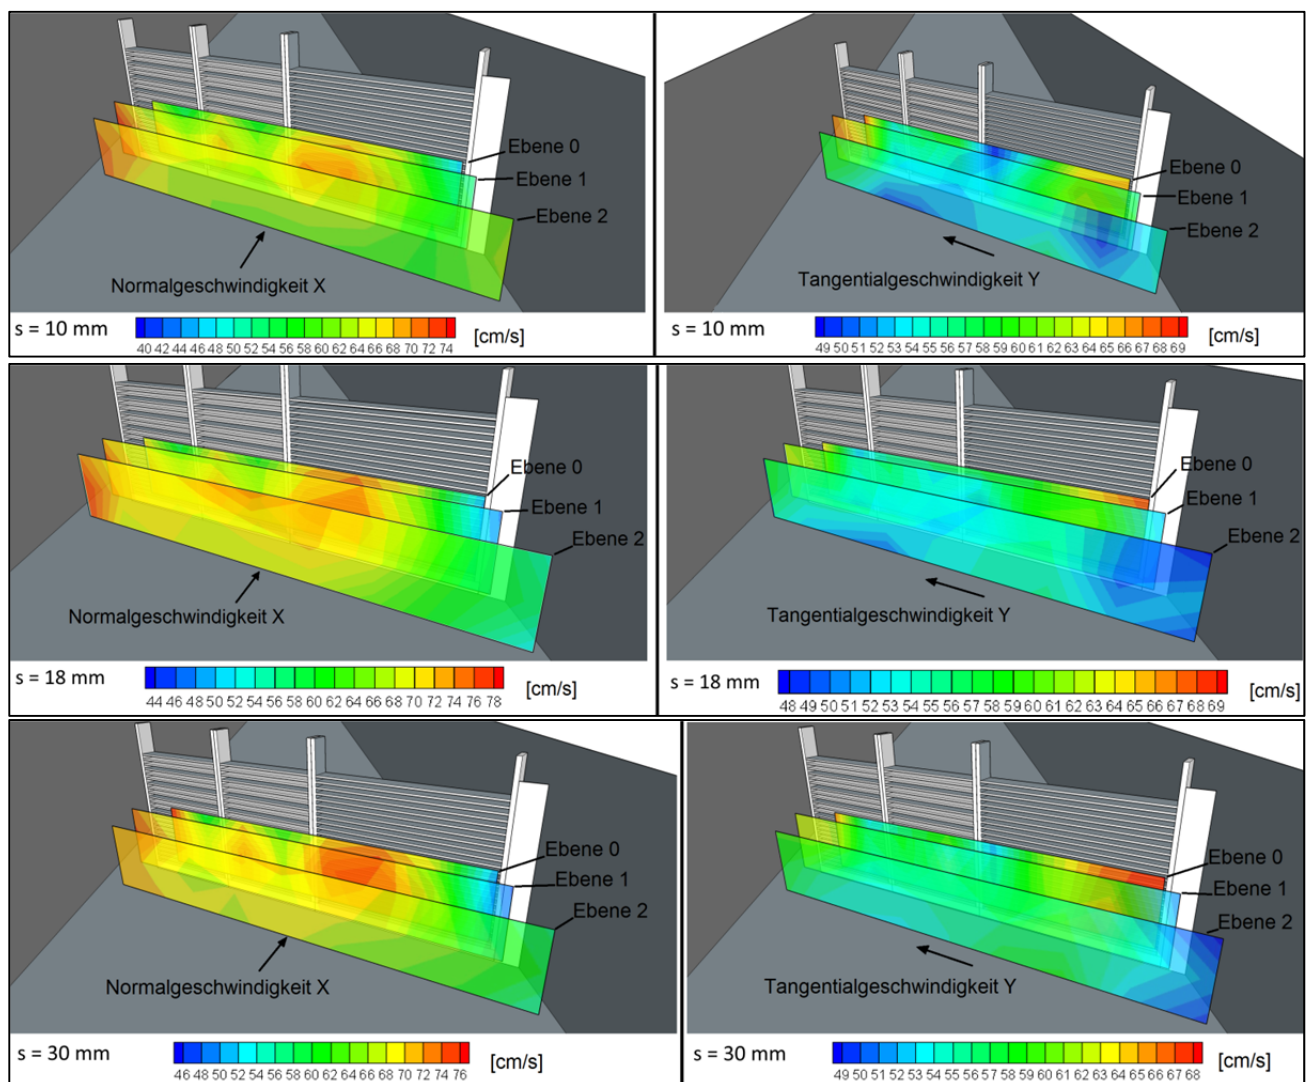 Ebene 0
Ebene 1
Ebene 2
Normalgeschwindigkeit X
s = 10 mm
40 42 44 46 48 50 52 54 56 58 60 62 64 66 68 70 72 74
[cm/s]
Ebene 0
Ebene 1
Ebene 2
Tangentialgeschwindigkeit Y
s = 10 mm
49 50 51 52 53 54 55 56 57 58 59 60 61 62 63 64 65 66 67 68 69
[cm/s]
Ebene 0
Ebene 1
Ebene 2
Normalgeschwindigkeit X
s = 18 mm
44 46 48 50 52 54 56 58 60 62 64 66 68 70 72 74 76 78
[cm/s]
Ebene 0
Ebene 1
Ebene 2
Tangentialgeschwindigkeit Y
s = 18 mm
48 49 50 51 52 53 54 55 56 57 58 59 60 61 62 63 64 65 66 67 68 69
[cm/s]
Ebene 0
Ebene 1
Ebene 2
Normalgeschwindigkeit X
s = 30 mm
46 48 50 52 54 56 58 60 62 64 66 68 70 72 74 76
[cm/s]
Ebene 0
Ebene 1
Ebene 2
Tangentialgeschwindigkeit Y
s = 30 mm
49 50 51 52 53 54 55 56 57 58 59 60 61 62 63 64 65 66 67 68
[cm/s]